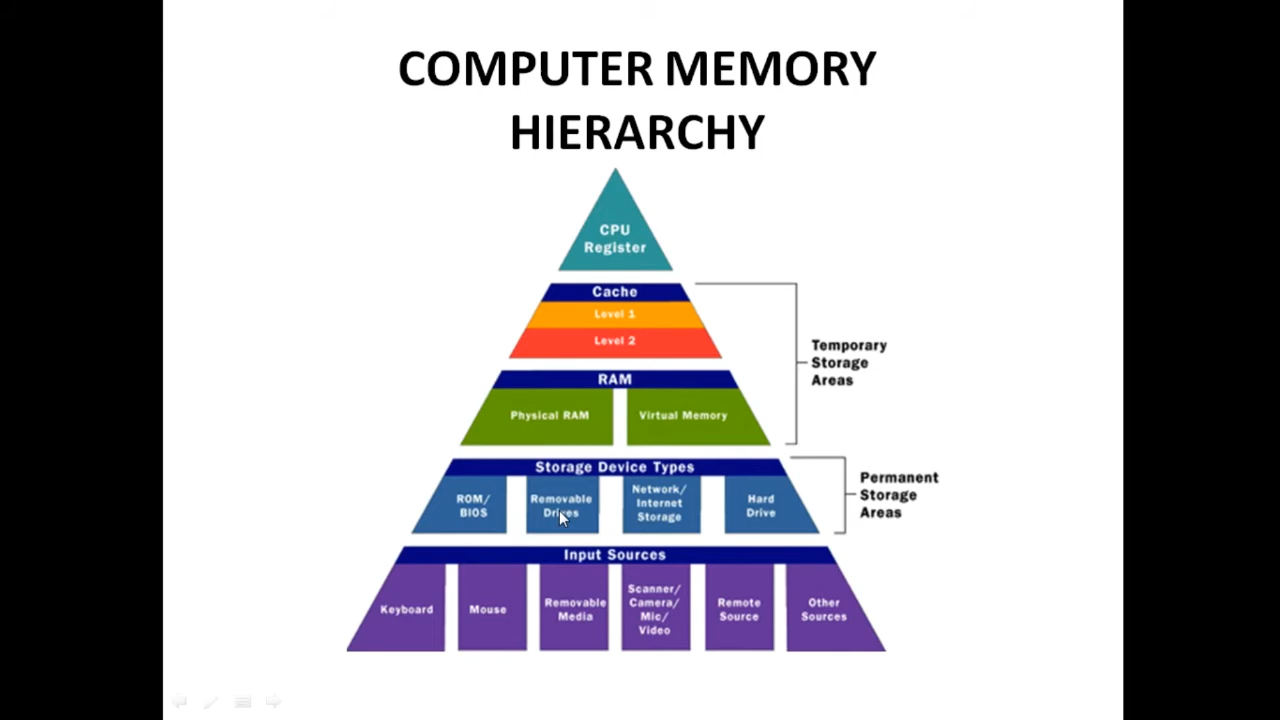 COMPUTER MEMORY
HIERARCHY
CPU
Register
Cache
Level 1
Level 2
Temporary
Storage
Areas
RAM
Physical RAM
Virtual Memory
Storage Device Types
ROM/
BIOS
Removable
Drives
Network/
Internet
Storage
Hard
Drive
Permanent
Storage
Areas
Input Sources
Keyboard
Mouse
Removable
Media
Scanner/
Camera/
Mic/
Video
Remote
Source
Other
Sources